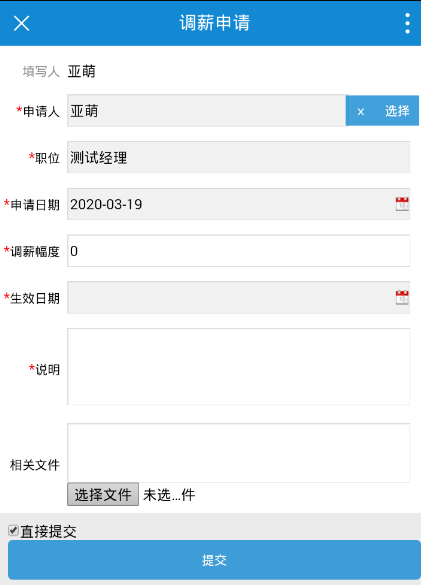 调薪申请
填写人 亚萌
*申请人 亚萌 x 选择
*职位 测试经理
*申请日期 2020-03-19
*调薪幅度 0
*生效日期
*说明
相关文件
选择文件 未选...件
直接提交
提交